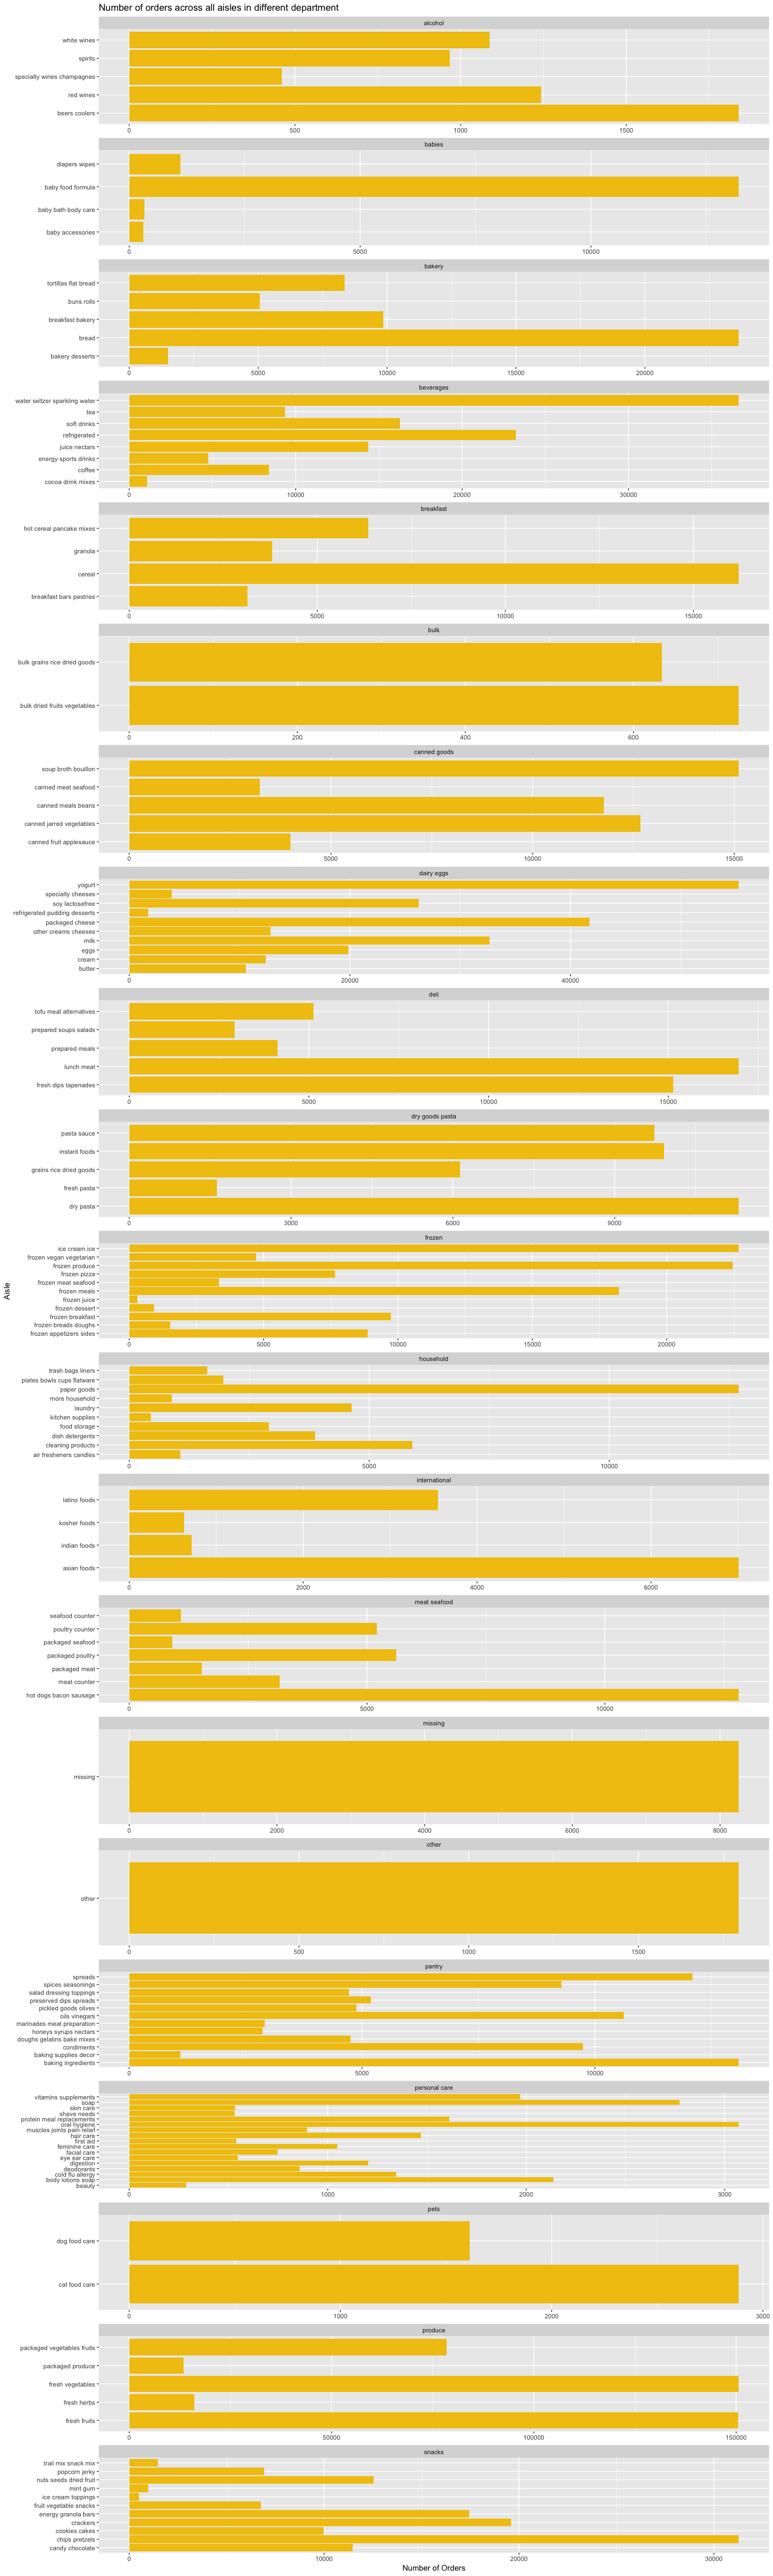 Number of orders across all aisles in different department
alcohol
white wines
spirits
specialty wines champagnes
red wines
beers coolers
0 500 1000 1500
babies
diapers wipes
baby food formula
baby bath body care
baby accessories
0 5000 10000
bakery
tortillas flat bread
buns rolls
breakfast bakery
bread
bakery desserts
0 5000 10000 15000 20000
beverages
water seltzer sparkling water
tea
soft drinks
refrigerated
juice nectars
energy sports drinks
coffee
cocoa drink mixes
0 10000 20000 30000
breakfast
hot cereal pancake mixes
granola
cereal
breakfast bars pastries
0 5000 10000 15000
bulk
bulk grains rice dried goods
bulk dried fruits vegetables
0 200 400 600
canned goods
soup broth bouillon
canned meat seafood
canned meals beans
canned jarred vegetables
canned fruit applesauce
0 5000 10000 15000
dairy eggs
yogurt
specialty cheeses
soy lactosefree
refrigerated pudding desserts
packaged cheese
other creams cheeses
milk
eggs
cream
butter
0 20000 40000
deli
tofu meat alternatives
prepared soups salads
prepared meals
lunch meat
fresh dips tapenades
0 5000 10000 15000
dry goods pasta
pasta sauce
instant foods
grains rice dried goods
fresh pasta
dry pasta
0 3000 6000 9000
frozen
ice cream ice
frozen vegan vegetarian
frozen produce
frozen pizza
frozen meat seafood
frozen meals
frozen juice
frozen dessert
frozen breakfast
frozen breads doughs
frozen appetizers sides
0 5000 10000 15000 20000
Aisle
household
trash bags liners
plates bowls cups flatware
paper goods
more household
laundry
kitchen supplies
food storage
dish detergents
cleaning products
air fresheners candles
0 5000 10000
international
latino foods
kosher foods
indian foods
asian foods
0 2000 4000 6000
meat seafood
seafood counter
poultry counter
packaged seafood
packaged poultry
packaged meat
meat counter
hot dogs bacon sausage
0 5000 10000
missing
missing
0 2000 4000 6000 8000
other
other
0 500 1000 1500
pantry
spreads
spices seasonings
salad dressing toppings
preserved dips spreads
pickled goods olives
oils vinegars
marinades meat preparation
honeys syrups nectars
doughs gelatins bake mixes
condiments
baking supplies decor
baking ingredients
0 5000 10000
personal care
vitamins supplements
soap
skin care
shave needs
protein meal replacements
oral hygiene
muscles joints pain relief
hair care
first aid
feminine care
facial care
eye ear care
digestion
deodorants
cold flu allergy
body lotions soap
beauty
0 1000 2000 3000
pets
dog food care
cat food care
0 1000 2000 3000
produce
packaged vegetables fruits
packaged produce
fresh vegetables
fresh herbs
fresh fruits
0 50000 100000 150000
snacks
trail mix snack mix
popcorn jerky
nuts seeds dried fruit
mint gum
ice cream toppings
fruit vegetable snacks
energy granola bars
crackers
cookies cakes
chips pretzels
candy chocolate
0 10000 20000 30000
Number of Orders